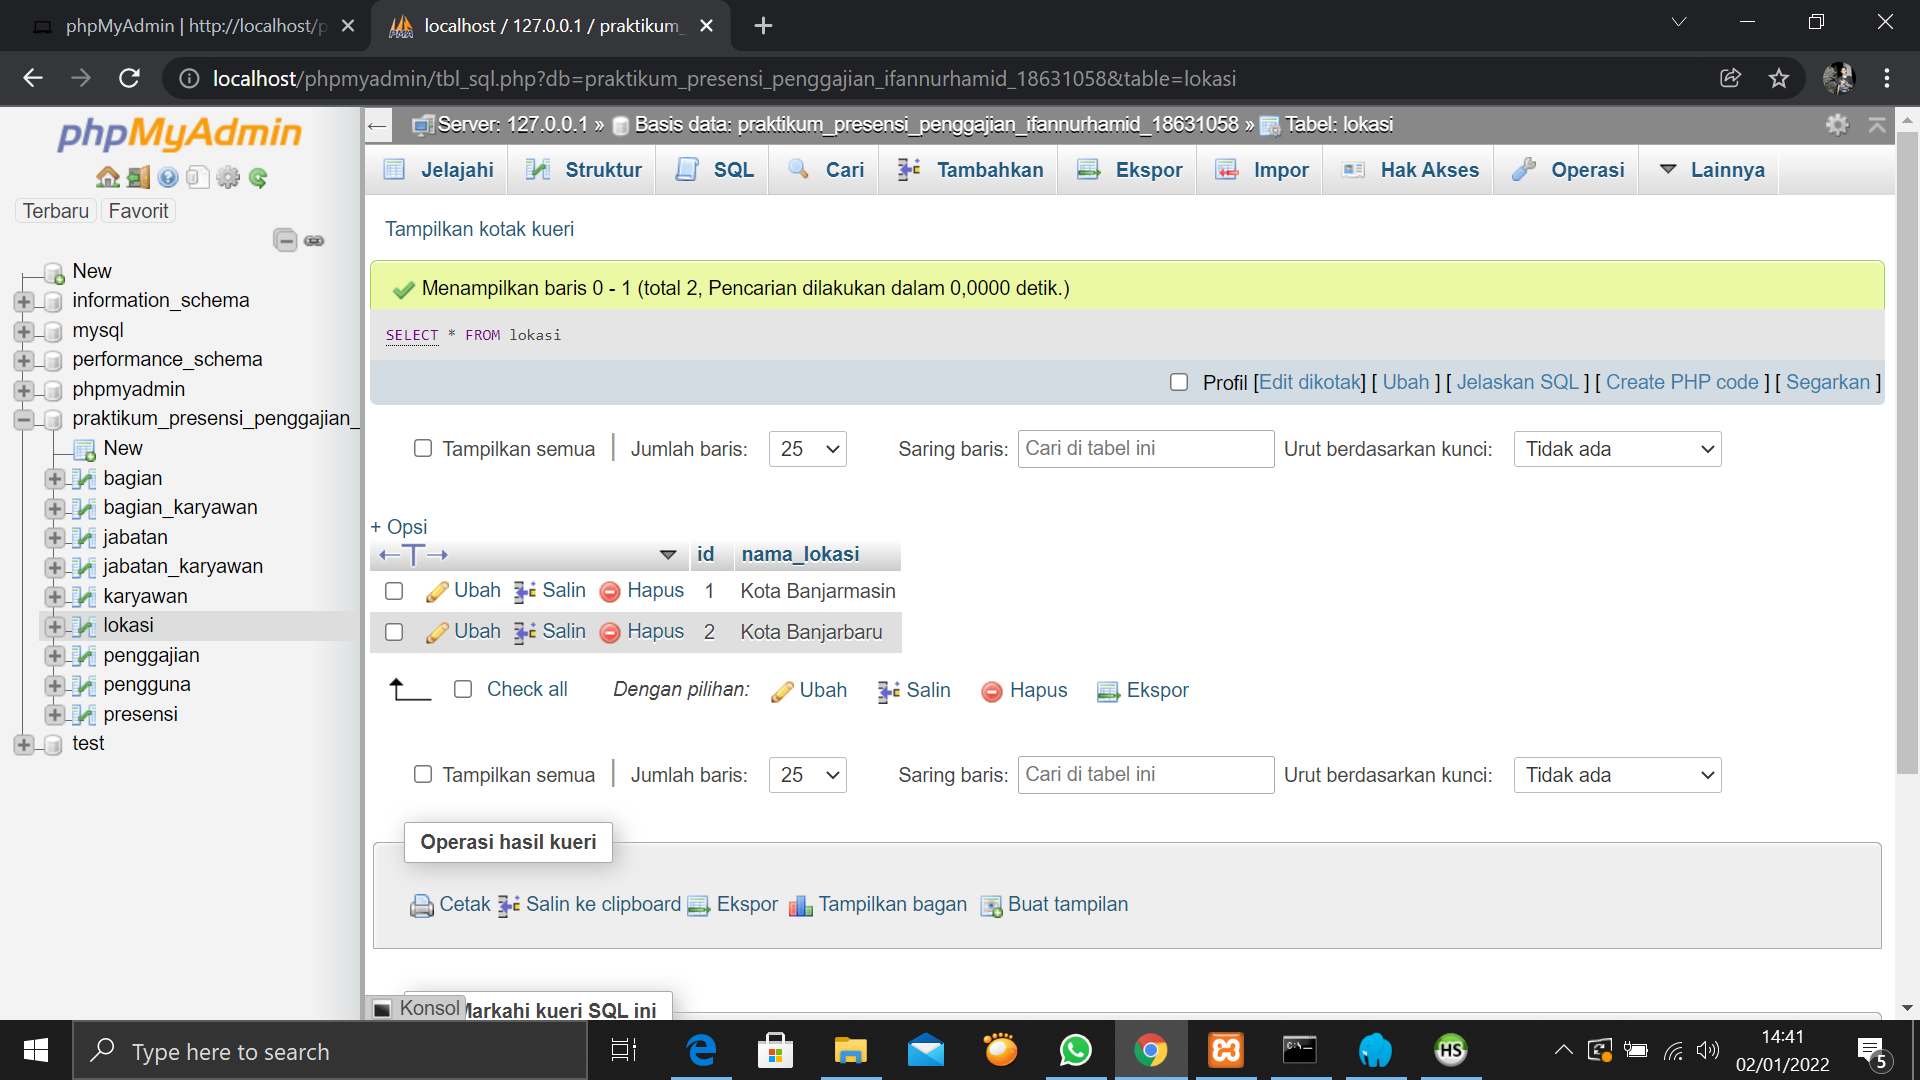 phpMyAdmin | http://localhost/p
localhost / 127.0.0.1 / praktikum_
localhost/phpmyadmin/tbl_sql.php?db=praktikum_presensi_penggajian_ifannurhamid_18631058&table=lokasi
phpMyAdmin
Terbaru Favorit
New
information_schema
mysql
performance_schema
phpmyadmin
praktikum_presensi_penggajian_
New
bagian
bagian_karyawan
jabatan
jabatan_karyawan
karyawan
lokasi
penggajian
pengguna
presensi
test
Server: 127.0.0.1 » Basis data: praktikum_presensi_penggajian_ifannurhamid_18631058 » Tabel: lokasi
Jelajahi Struktur SQL Cari Tambahkan Ekspor Impor Hak Akses Operasi Lainnya
Tampilkan kotak kueri
Menampilkan baris 0 - 1 (total 2, Pencarian dilakukan dalam 0,0000 detik.)
SELECT * FROM lokasi
Profil [Edit dikotak] [ Ubah ] [ Jelaskan SQL ] [ Create PHP code ] [ Segarkan ]
Tampilkan semua | Jumlah baris: 25 Saring baris: Cari di tabel ini Urut berdasarkan kunci: Tidak ada
+ Opsi
←T→ id nama_lokasi
Ubah Salin Hapus 1 Kota Banjarmasin
Ubah Salin Hapus 2 Kota Banjarbaru
Check all Dengan pilihan: Ubah Salin Hapus Ekspor
Tampilkan semua | Jumlah baris: 25 Saring baris: Cari di tabel ini Urut berdasarkan kunci: Tidak ada
Operasi hasil kueri
Cetak Salin ke clipboard Ekspor Tampilkan bagan Buat tampilan
Konsol
Markahi kueri SQL ini
Type here to search
HS
14:41
02/01/2022
5